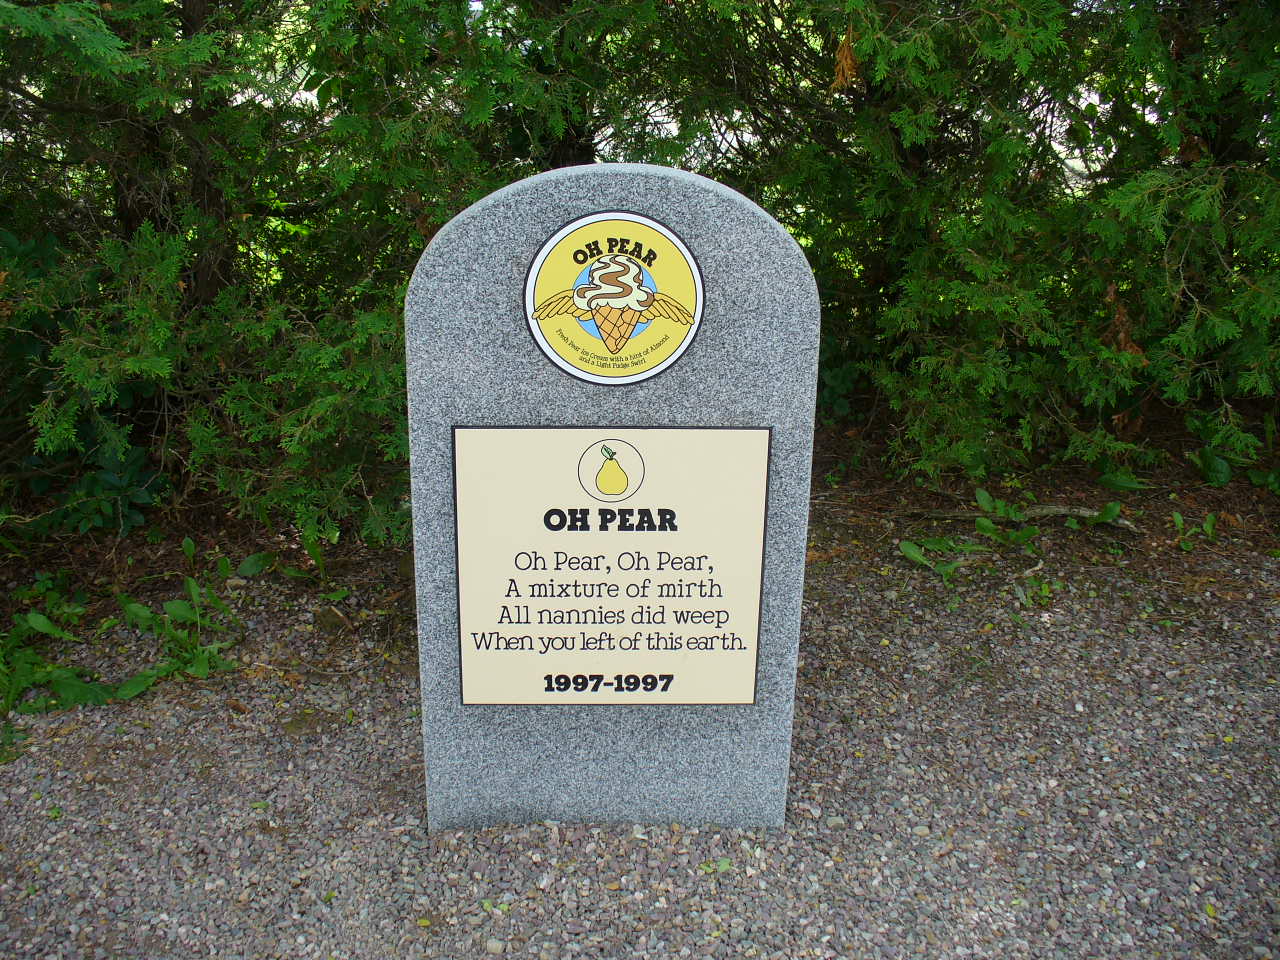 OH PEAR
Fresh Pear Ice Cream with a hint of Almond
and a Light Fudge Swirl
OH PEAR
Oh Pear, Oh Pear,
A mixture of mirth
All nannies did weep
When you left of this earth.
1997-1997